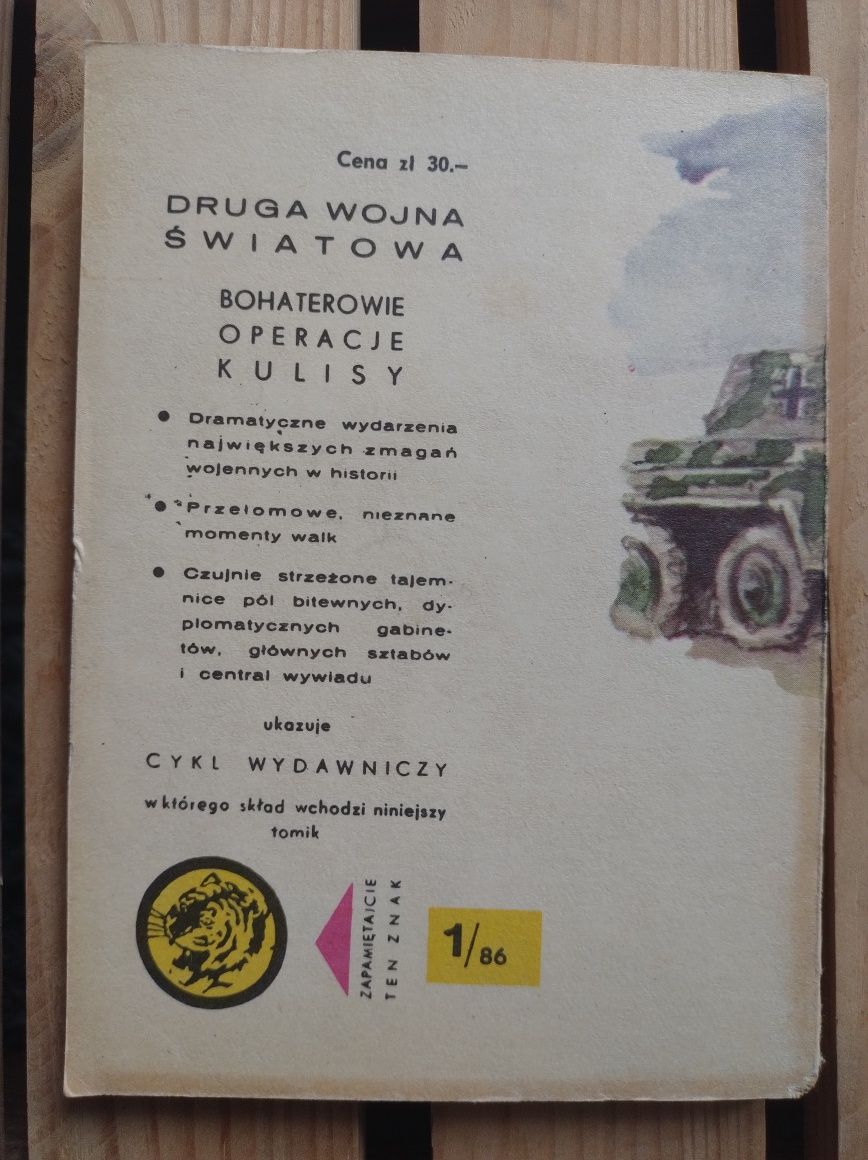 Cena zł 30.—
DRUGA WOJNA
ŚWIATOWA
BOHATEROWIE
OPERACJE
KULISY
● Dramatyczne wydarzenia
największych zmagań
wojennych w historii
● Przełomowe, nieznane
momenty walk
● Czujnie strzeżone tajem-
nice pól bitewnych, dy-
plomatycznych gabine-
tów, głównych sztabów
i central wywiadu
ukazuje
CYKL WYDAWNICZY
w którego skład wchodzi niniejszy
tomik
ZAPAMIĘTAJCIE
TEN ZNAK
1/86